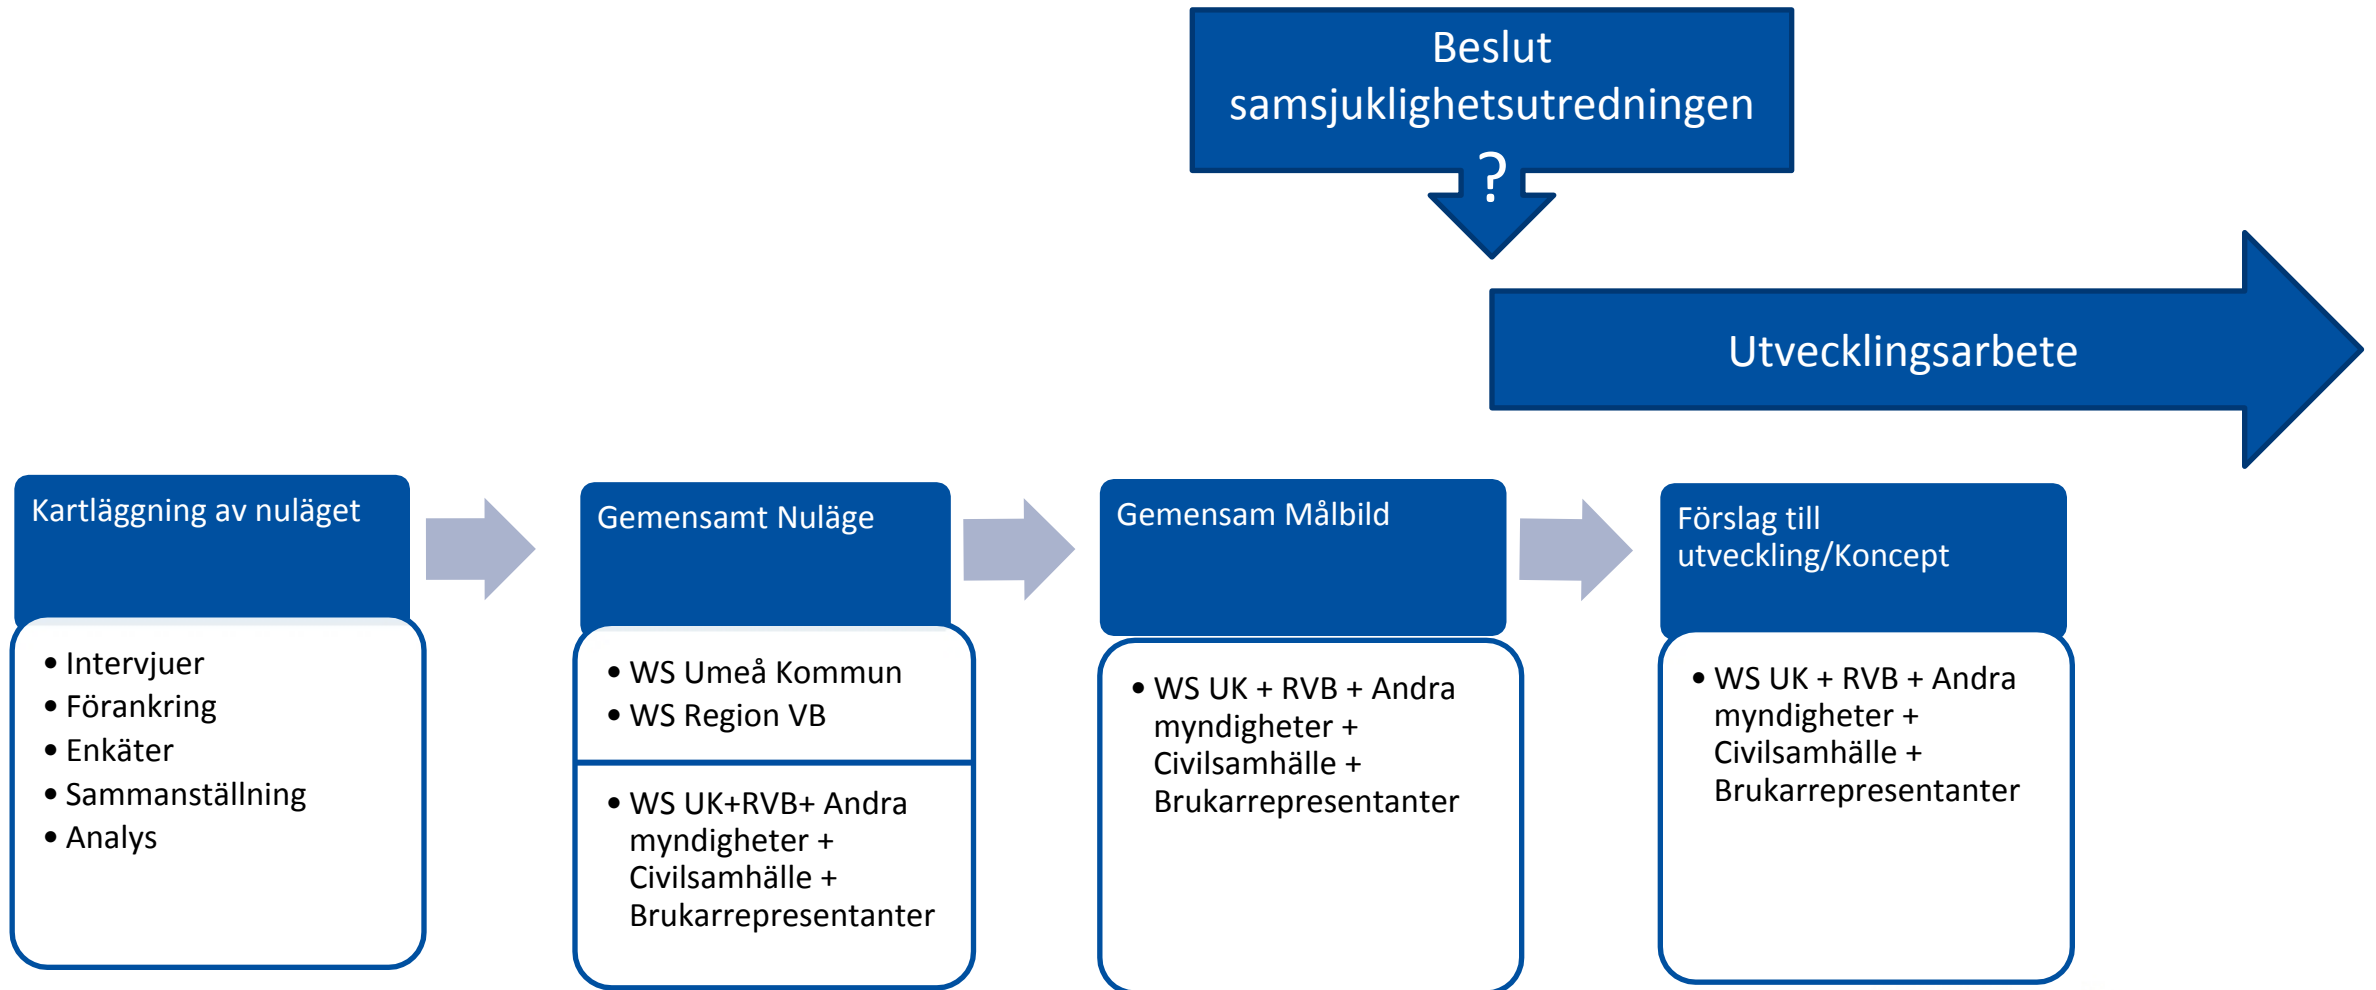 Beslut
samsjuklighetsutredningen
?
Utvecklingsarbete
Kartläggning av nuläget
• Intervjuer
• Förankring
• Enkäter
• Sammanställning
• Analys
Gemensamt Nuläge
• WS Umeå Kommun
• WS Region VB
• WS UK+RVB+ Andra
myndigheter +
Civilsamhälle +
Brukarrepresentanter
Gemensam Målbild
• WS UK + RVB + Andra
myndigheter +
Civilsamhälle +
Brukarrepresentanter
Förslag till
utveckling/Koncept
• WS UK + RVB + Andra
myndigheter +
Civilsamhälle +
Brukarrepresentanter